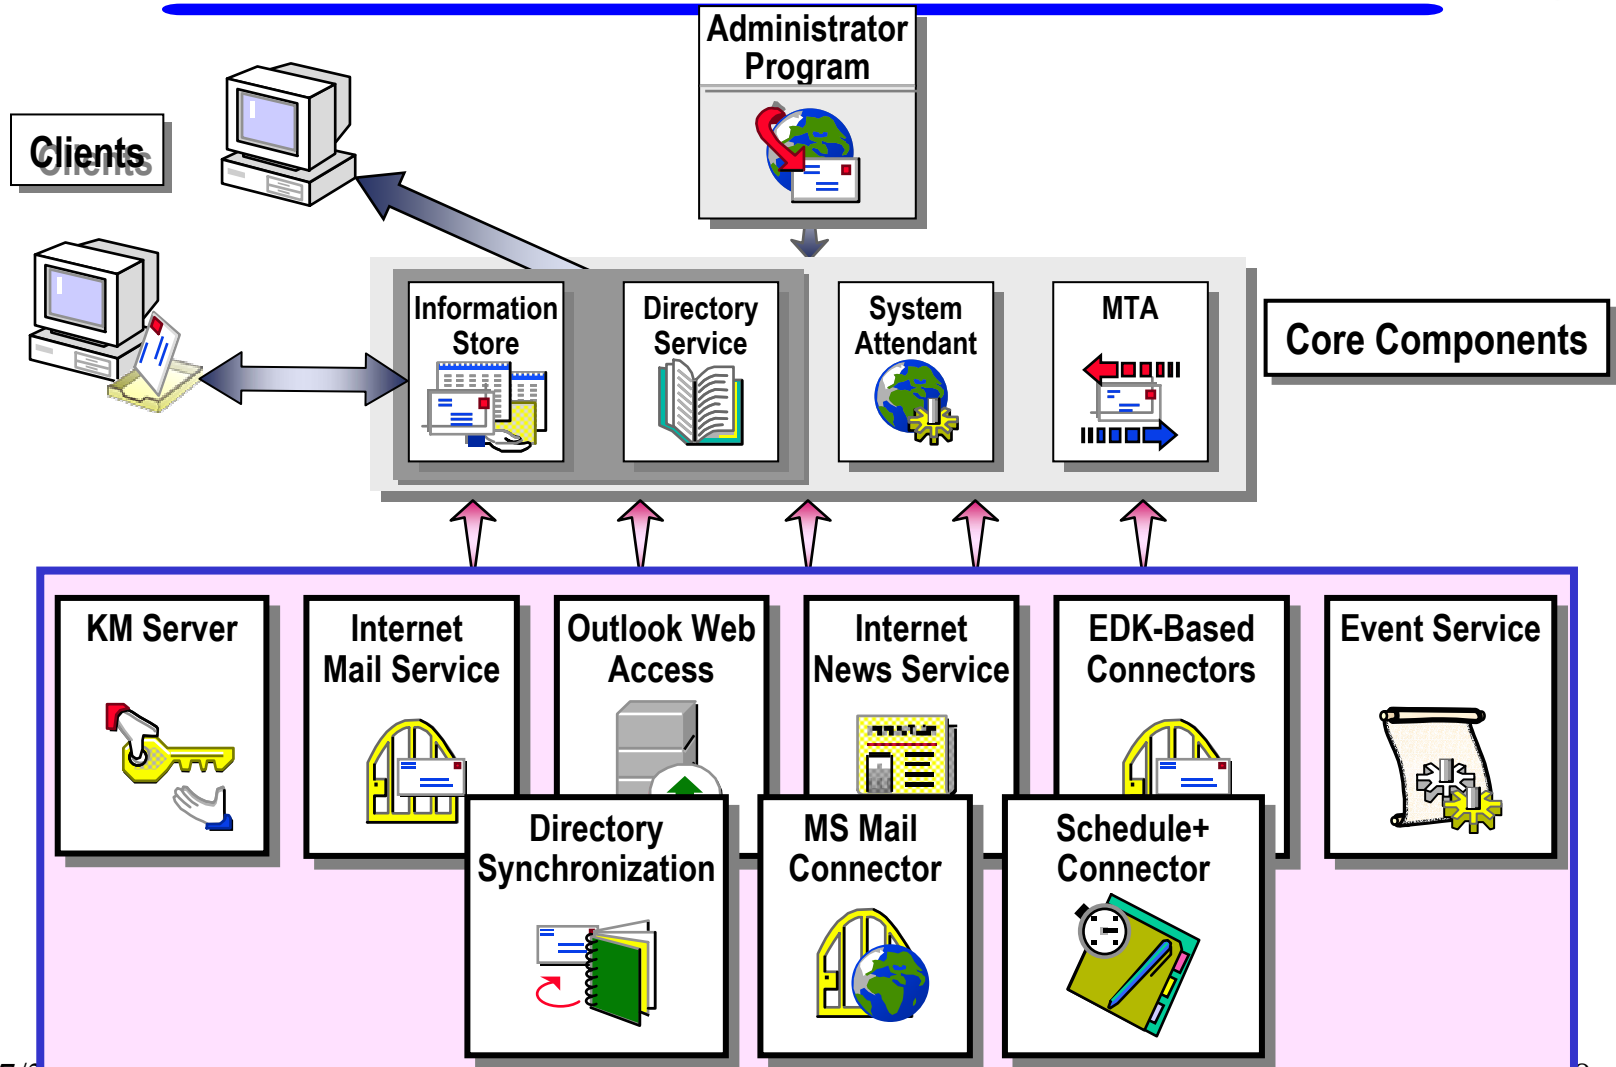 Administrator
Program
Clients
Information
Store
Directory
Service
System
Attendant
MTA
Core Components
KM Server
Internet
Mail Service
Outlook Web
Access
Internet
News Service
EDK-Based
Connectors
Event Service
Directory
Synchronization
MS Mail
Connector
Schedule+
Connector